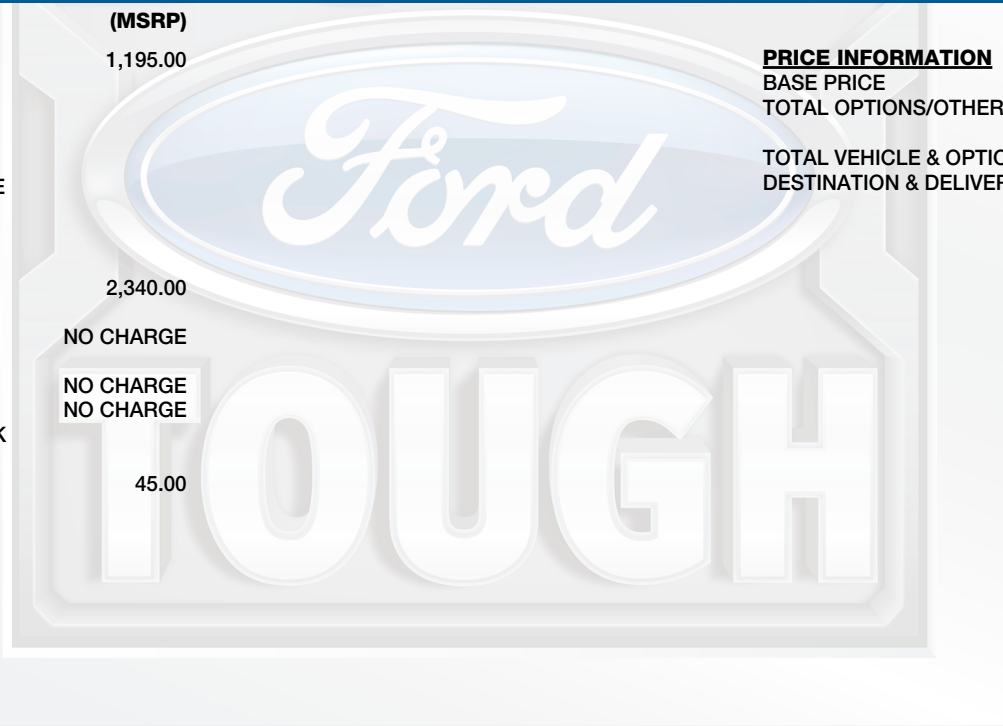 (MSRP)
1,195.00
E
2,340.00
NO CHARGE
NO CHARGE
NO CHARGE
K
45.00
PRICE INFORMATION
BASE PRICE
TOTAL OPTIONS/OTHER
TOTAL VEHICLE & OPTIO
DESTINATION & DELIVER
Ford
TOUGH